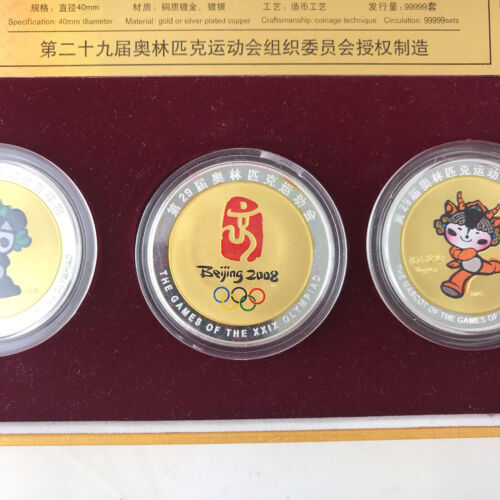 规格：直径40mm 材质：铜质镀金、镀银 工艺：造币工艺 发行量：99999套
Specification: 40mm diameter Material: gold or silver plated copper Craftsmanship: coinage technique Circulation: 99999sets
第二十九届奥林匹克运动会组织委员会授权制造
第29届奥林匹克运动会
Beijing 2008
THE GAMES OF THE XXIX OLYMPIAD
第29届奥林匹克运动会
THE MASCOT OF THE GAMES OF